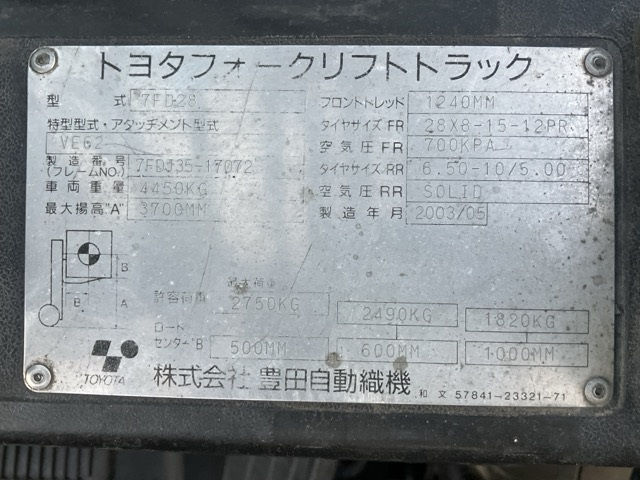 トヨタフォークリフトトラック
型 式 7FD28
特型型式・アタッチメント型式
VE62
製造番号 (フレームNO.) 7FDJ35-17072
車両重量 4450KG
最大揚高"A" 3700MM
フロントトレッド 1240MM
タイヤサイズ FR 28X8-15-12PR
空気圧 FR 700KPA
タイヤサイズ RR 6.50-10/5.00
空気圧 RR SOLID
製造年月 2003/05
B
B A
最大荷重
許容荷重 2750KG 2490KG 1820KG
ロード
センター"B 500MM 600MM 1000MM
TOYOTA 株式会社 豊田自動織機
和文 57841-23321-71